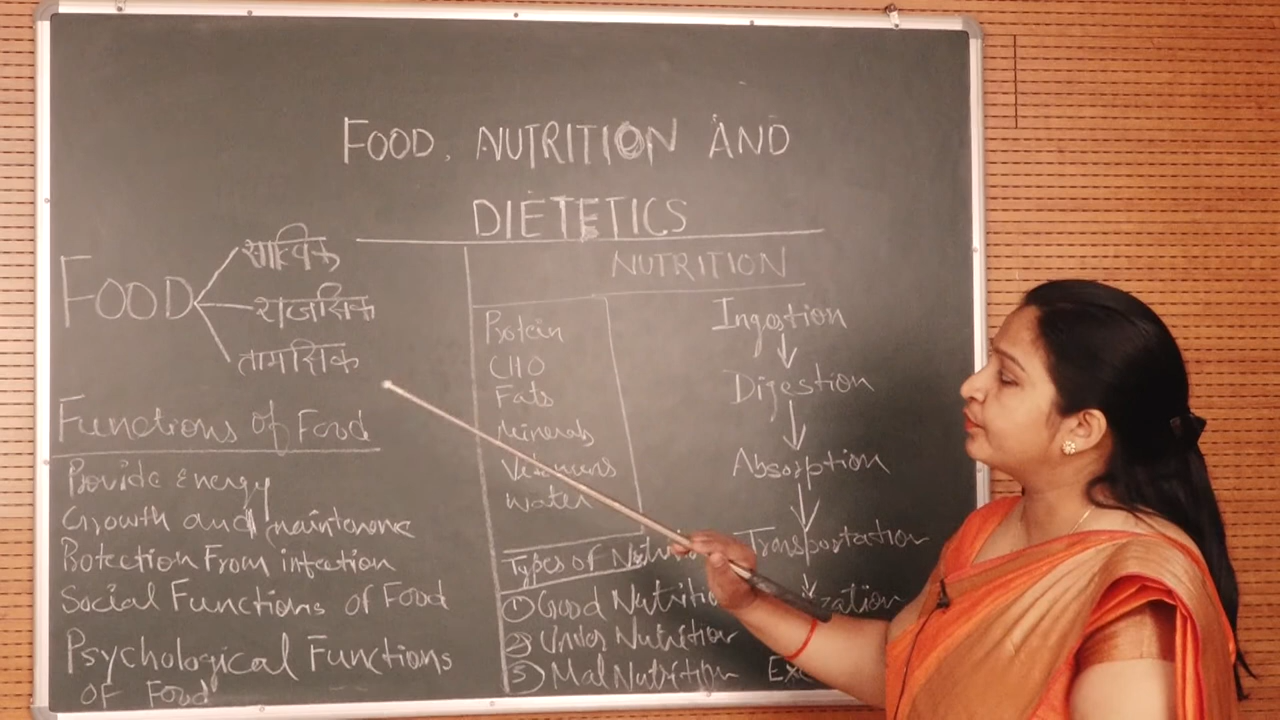 FOOD, NUTRITION AND
DIETETICS
FOOD
सात्विक
राजसिक
तामसिक
Functions of Food
Provide Energy
Growth and maintenance
Protection From infection
Social Functions of Food
Psychological Functions
of Food
NUTRITION
Protein
CHO
Fats
Minerals
Vitamins
Water
Types of
① Good
② Under Nutrition
③ Mal Nutrition
Ingestion
Digestion
Absorption
Transportation